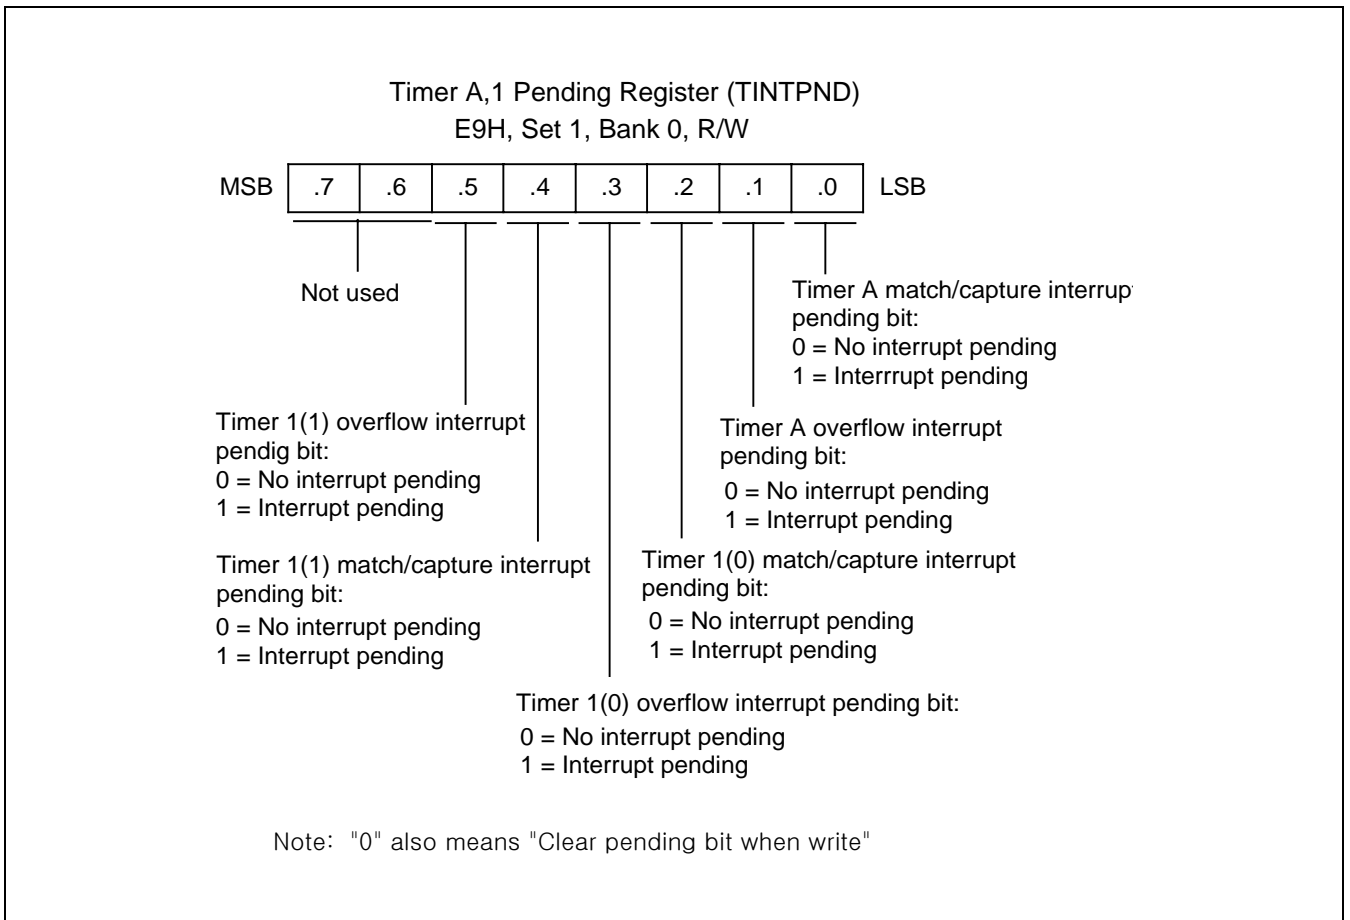 Timer A,1 Pending Register (TINTPND)
E9H, Set 1, Bank 0, R/W
MSB .7 .6 .5 .4 .3 .2 .1 .0 LSB
Not used
Timer A match/capture interrup
pending bit:
0 = No interrupt pending
1 = Interrrupt pending
Timer 1(1) overflow interrupt
pendig bit:
0 = No interrupt pending
1 = Interrupt pending
Timer A overflow interrupt
pending bit:
0 = No interrupt pending
1 = Interrupt pending
Timer 1(1) match/capture interrupt
pending bit:
0 = No interrupt pending
1 = Interrupt pending
Timer 1(0) match/capture interrupt
pending bit:
0 = No interrupt pending
1 = Interrupt pending
Timer 1(0) overflow interrupt pending bit:
0 = No interrupt pending
1 = Interrupt pending
Note: "0" also means "Clear pending bit when write"